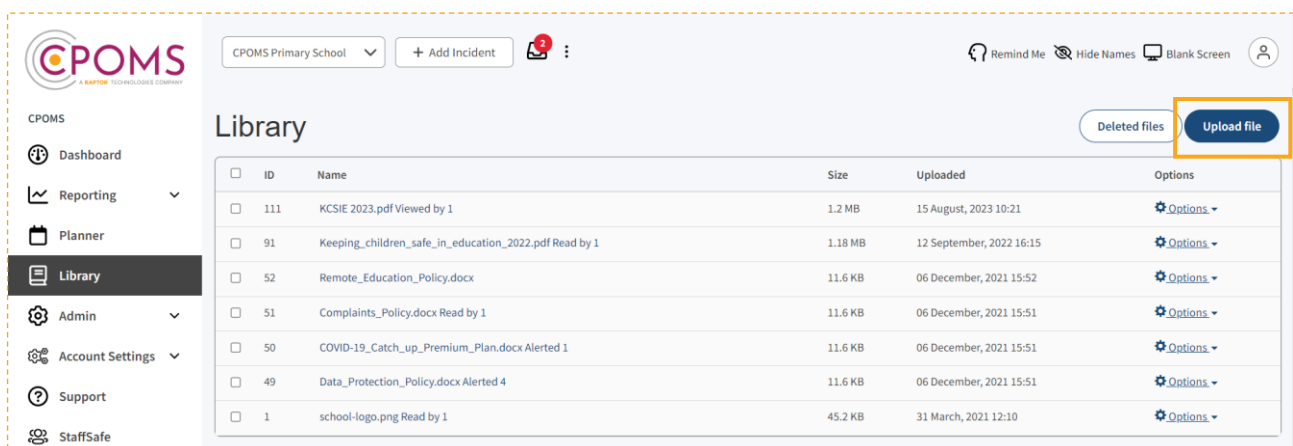 CPOMS
A RAPTOR TECHNOLOGIES COMPANY
CPOMS Primary School
+ Add Incident
2
Remind Me
Hide Names
Blank Screen
CPOMS
Dashboard
Reporting
Planner
Library
Admin
Account Settings
Support
StaffSafe
Library
Deleted files
Upload file
ID Name Size Uploaded Options
111 KCSIE 2023.pdf Viewed by 1 1.2 MB 15 August, 2023 10:21 Options
91 Keeping_children_safe_in_education_2022.pdf Read by 1 1.18 MB 12 September, 2022 16:15 Options
52 Remote_Education_Policy.docx 11.6 KB 06 December, 2021 15:52 Options
51 Complaints_Policy.docx Read by 1 11.6 KB 06 December, 2021 15:51 Options
50 COVID-19_Catch_up_Premium_Plan.docx Alerted 1 11.6 KB 06 December, 2021 15:51 Options
49 Data_Protection_Policy.docx Alerted 4 11.6 KB 06 December, 2021 15:51 Options
1 school-logo.png Read by 1 45.2 KB 31 March, 2021 12:10 Options